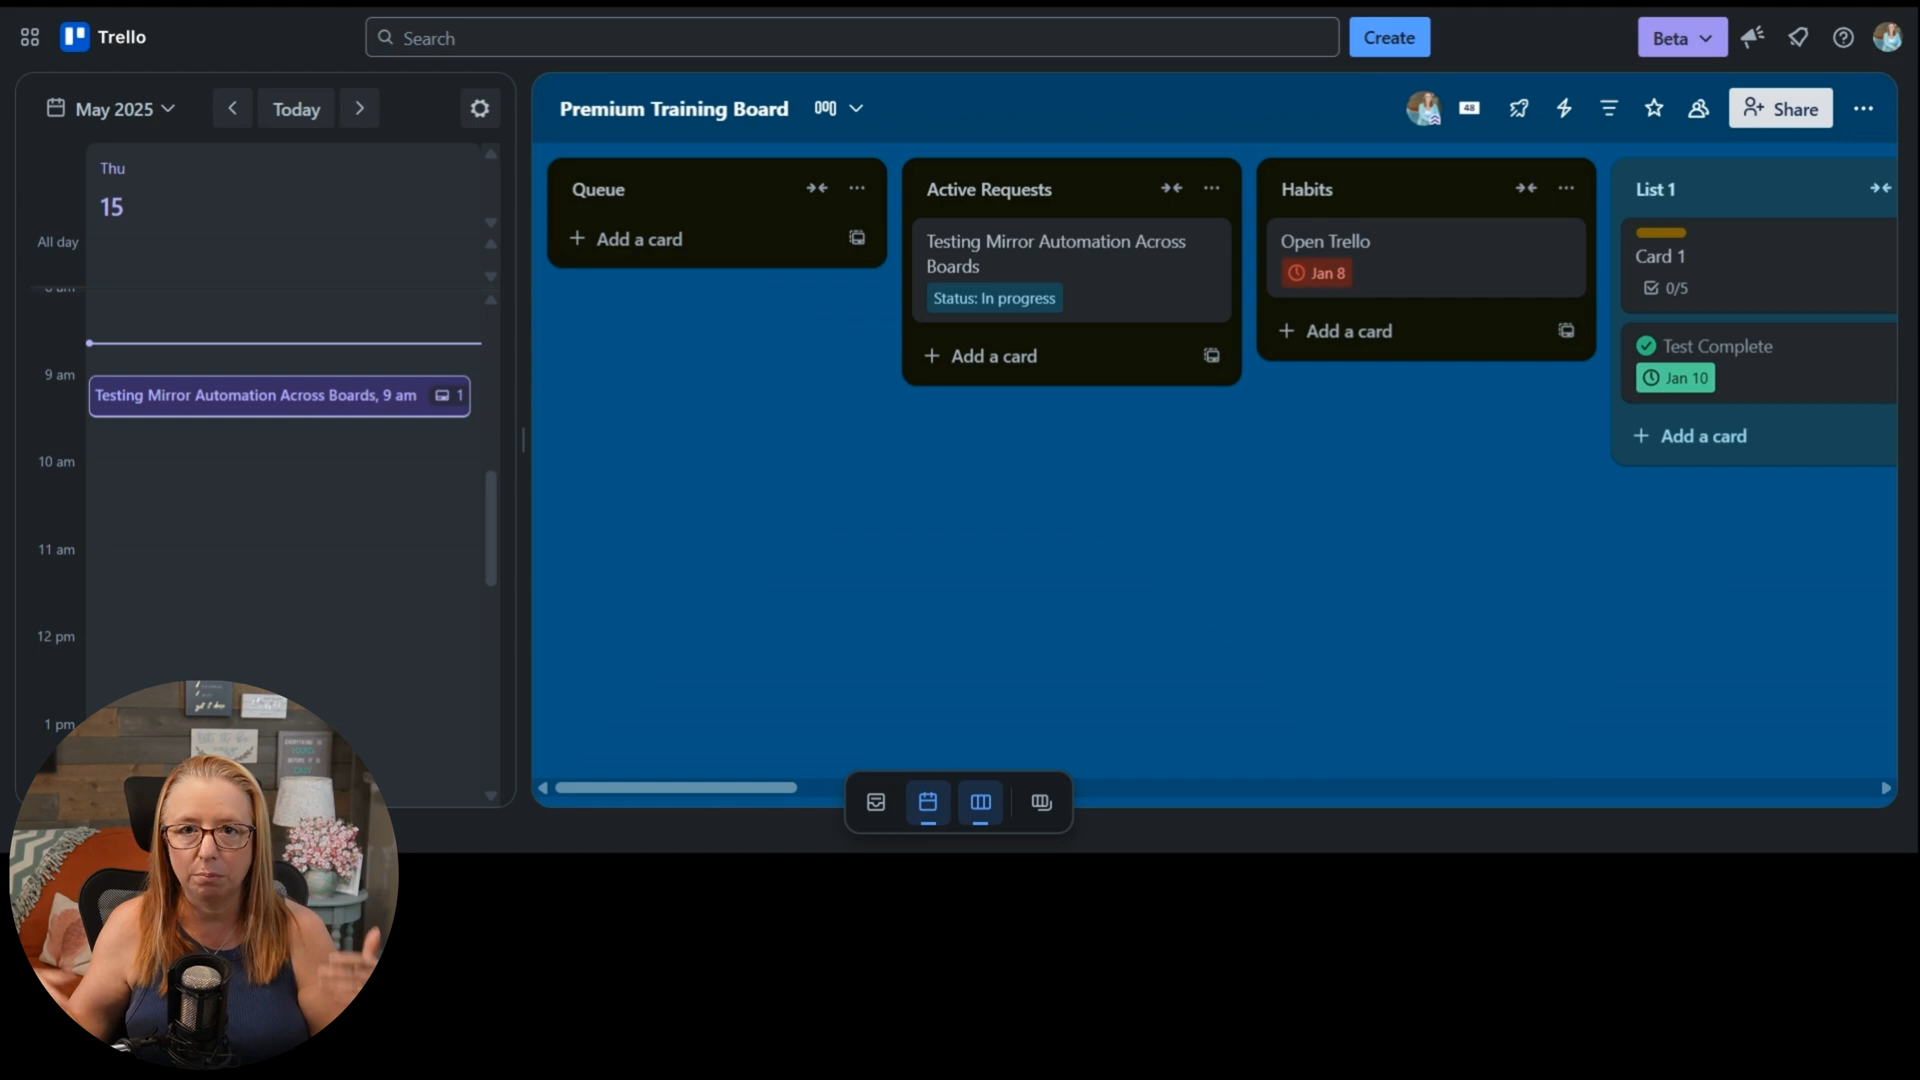 Trello
Search
Create
Beta
May 2025
Today
Thu
15
All day
9 am
Testing Mirror Automation Across Boards, 9 am
1
10 am
11 am
12 pm
1 pm
Premium Training Board
48
Share
Queue
Add a card
Active Requests
Testing Mirror Automation Across
Boards
Status: In progress
Add a card
Habits
Open Trello
Jan 8
Add a card
List 1
Card 1
0/5
Test Complete
Jan 10
Add a card